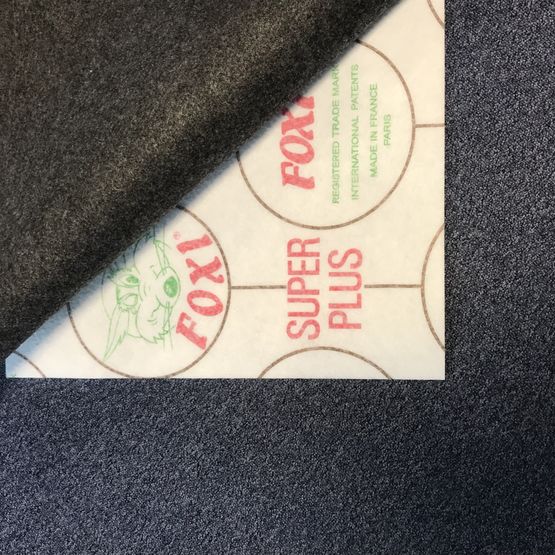 FOXI
REGISTERED TRADE MARK
INTERNATIONAL PATENTS
MADE IN FRANCE
PARIS
FOXI®
SUPER
PLUS